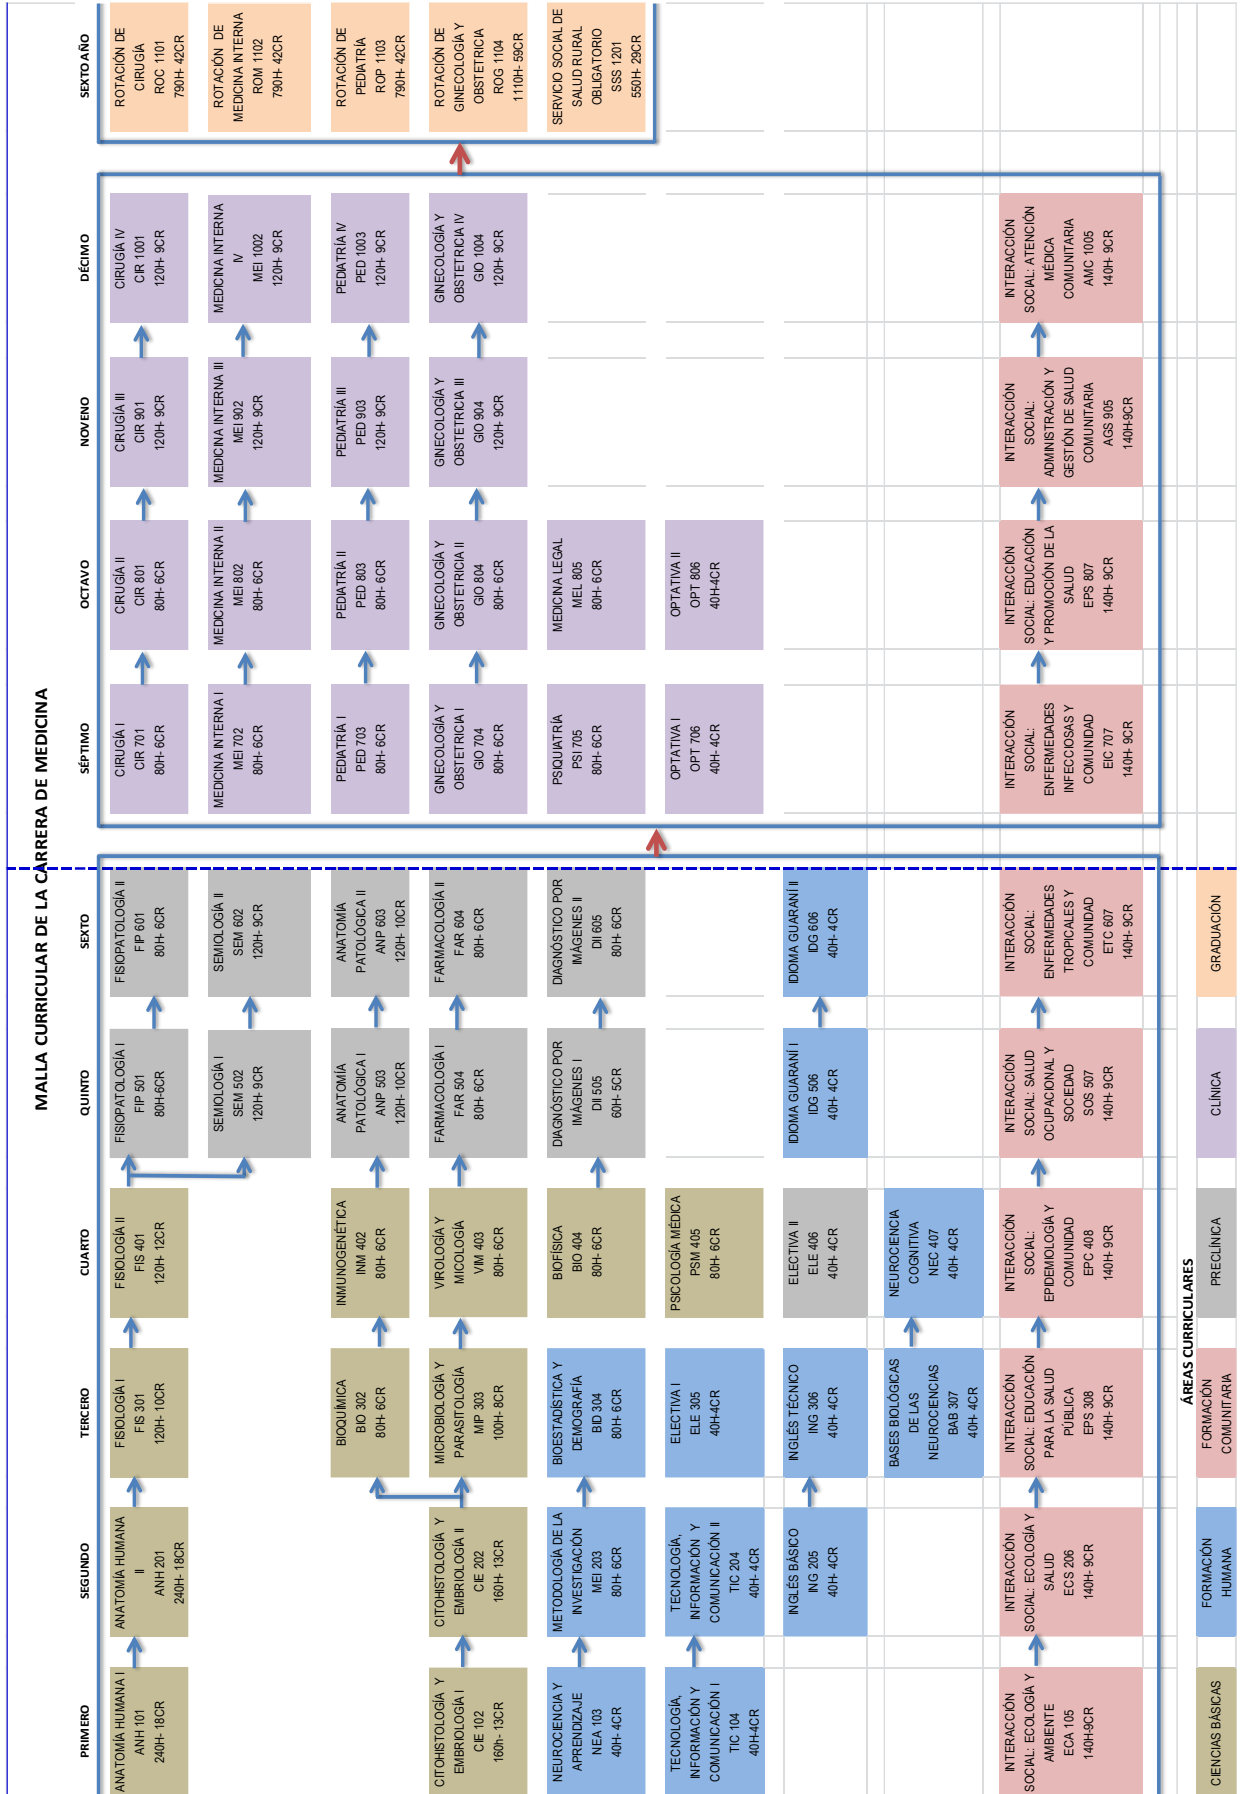 MALLA CURRICULAR DE LA CARRERA DE MEDICINA
PRIMERO
SEGUNDO
TERCERO
CUARTO
QUINTO
SEXTO
SÉPTIMO
OCTAVO
NOVENO
DÉCIMO
SEXTO AÑO
ANATOMÍA HUMANA I
ANH 101
240H- 18CR
ANATOMÍA HUMANA
II
ANH 201
240H- 18CR
FISIOLOGÍA I
FIS 301
120H- 10CR
FISIOLOGÍA II
FIS 401
120H- 12CR
FISIOPATOLOGÍA I
FIP 501
80H-6CR
FISIOPATOLOGÍA II
FIP 601
80H- 6CR
CIRUGÍA I
CIR 701
80H- 6CR
CIRUGÍA II
CIR 801
80H- 6CR
CIRUGÍA III
CIR 901
120H- 9CR
CIRUGÍA IV
CIR 1001
120H- 9CR
ROTACIÓN DE
CIRUGÍA
ROC 1101
790H- 42CR
SEMIOLOGÍA I
SEM 502
120H- 9CR
SEMIOLOGÍA II
SEM 602
120H- 9CR
MEDICINA INTERNA I
MEI 702
80H- 6CR
MEDICINA INTERNA II
MEI 802
80H- 6CR
MEDICINA INTERNA III
MEI 902
120H- 9CR
MEDICINA INTERNA
IV
MEI 1002
120H- 9CR
ROTACIÓN DE
MEDICINA INTERNA
ROM 1102
790H- 42CR
BIOQUÍMICA
BIO 302
80H- 6CR
INMUNOGENÉTICA
INM 402
80H- 6CR
ANATOMÍA
PATOLÓGICA I
ANP 503
120H- 10CR
ANATOMÍA
PATOLÓGICA II
ANP 603
120H- 10CR
PEDIATRÍA I
PED 703
80H- 6CR
PEDIATRÍA II
PED 803
80H- 6CR
PEDIATRÍA III
PED 903
120H- 9CR
PEDIATRÍA IV
PED 1003
120H- 9CR
ROTACIÓN DE
PEDIATRÍA
ROP 1103
790H- 42CR
CITOHISTOLOGÍA Y
EMBRIOLOGÍA I
CIE 102
160h- 13CR
CITOHISTOLOGÍA Y
EMBRIOLOGÍA II
CIE 202
160H- 13CR
MICROBIOLOGÍA Y
PARASITOLOGÍA
MIP 303
100H- 8CR
VIROLOGÍA Y
MICOLOGÍA
VIM 403
80H- 6CR
FARMACOLOGÍA I
FAR 504
80H- 6CR
FARMACOLOGÍA II
FAR 604
80H- 6CR
GINECOLOGÍA Y
OBSTETRICIA I
GIO 704
80H- 6CR
GINECOLOGÍA Y
OBSTETRICIA II
GIO 804
80H- 6CR
GINECOLOGÍA Y
OBSTETRICIA III
GIO 904
120H- 9CR
GINECOLOGÍA Y
OBSTETRICIA IV
GIO 1004
120H- 9CR
ROTACIÓN DE
GINECOLOGÍA Y
OBSTETRICIA
ROG 1104
1110H- 59CR
NEUROCIENCIA Y
APRENDIZAJE
NEA 103
40H- 4CR
METODOLOGÍA DE LA
INVESTIGACIÓN
MEI 203
80H- 6CR
BIOESTADÍSTICA Y
DEMOGRAFÍA
BID 304
80H- 6CR
BIOFÍSICA
BIO 404
80H- 6CR
DIAGNÓSTICO POR
IMÁGENES I
DII 505
60H- 5CR
DIAGNÓSTICO POR
IMÁGENES II
DII 605
80H- 6CR
PSIQUIATRÍA
PSI 705
80H- 6CR
MEDICINA LEGAL
MEL 805
80H- 6CR
SERVICIO SOCIAL DE
SALUD RURAL
OBLIGATORIO
SSS 1201
550H- 29CR
TECNOLOGÍA,
INFORMACIÓN Y
COMUNICACIÓN I
TIC 104
40H-4CR
TECNOLOGÍA,
INFORMACIÓN Y
COMUNICACIÓN II
TIC 204
40H- 4CR
ELECTIVA I
ELE 305
40H-4CR
PSICOLOGÍA MÉDICA
PSM 405
80H- 6CR
OPTATIVA I
OPT 706
40H- 4CR
OPTATIVA II
OPT 806
40H-4CR
INGLÉS BÁSICO
ING 205
40H- 4CR
INGLÉS TÉCNICO
ING 306
40H- 4CR
ELECTIVA II
ELE 406
40H- 4CR
IDIOMA GUARANÍ I
IDG 506
40H- 4CR
IDIOMA GUARANÍ II
IDG 606
40H- 4CR
BASES BIOLÓGICAS
DE LAS
NEUROCIENCIAS
BAB 307
40H- 4CR
NEUROCIENCIA
COGNITIVA
NEC 407
40H- 4CR
INTERACCIÓN
SOCIAL: ECOLOGÍA Y
AMBIENTE
ECA 105
140H-9CR
INTERACCIÓN
SOCIAL: ECOLOGÍA Y
SALUD
ECS 206
140H- 9CR
INTERACCIÓN
SOCIAL: EDUCACIÓN
PARA LA SALUD
PÚBLICA
EPS 308
140H- 9CR
INTERACCIÓN
SOCIAL:
EPIDEMIOLOGÍA Y
COMUNIDAD
EPC 408
140H- 9CR
INTERACCIÓN
SOCIAL: SALUD
OCUPACIONAL Y
SOCIEDAD
SOS 507
140H- 9CR
INTERACCIÓN
SOCIAL:
ENFERMEDADES
TROPICALES Y
COMUNIDAD
ETC 607
140H- 9CR
INTERACCIÓN
SOCIAL:
ENFERMEDADES
INFECCIOSAS Y
COMUNIDAD
EIC 707
140H- 9CR
INTERACCIÓN
SOCIAL: EDUCACIÓN
Y PROMOCIÓN DE LA
SALUD
EPS 807
140H- 9CR
INTERACCIÓN
SOCIAL:
ADMINISTRACIÓN Y
GESTIÓN DE SALUD
COMUNITARIA
AGS 905
140H-9CR
INTERACCIÓN
SOCIAL: ATENCIÓN
MÉDICA
COMUNITARIA
AMC 1005
140H- 9CR
ÁREAS CURRICULARES
CIENCIAS BÁSICAS
FORMACIÓN
HUMANA
FORMACIÓN
COMUNITARIA
PRECLÍNICA
CLÍNICA
GRADUACIÓN